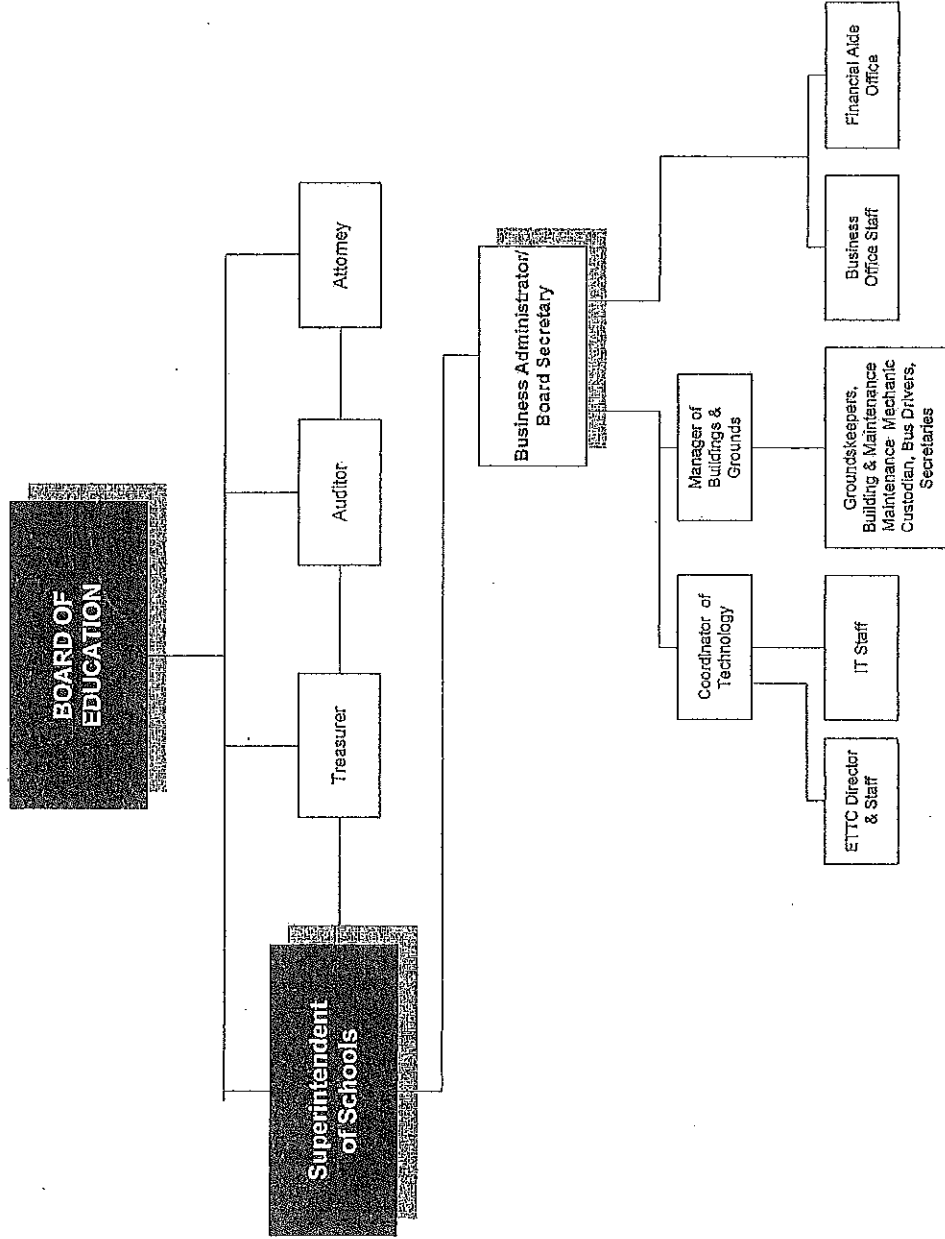 BOARD OF
EDUCATION
Superintendent
of Schools
Treasurer
Auditor
Attorney
Business Administrator/
Board Secretary
Coordinator of
Technology
Manager of
Buildings &
Grounds
ETTC Director
& Staff
IT Staff
Groundskeepers,
Building & Maintenance
Maintenance Mechanic
Custodian, Bus Drivers,
Secretaries
Business
Office Staff
Financial Aide
Office